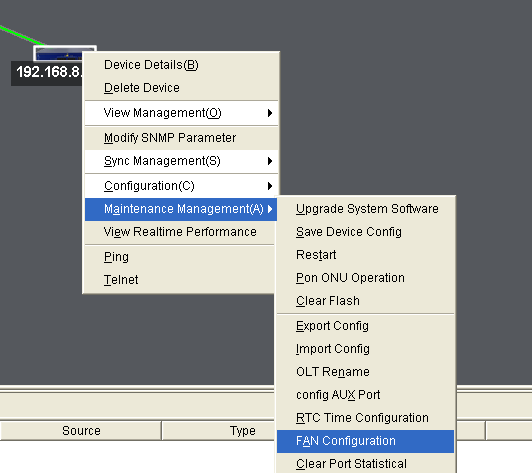 192.168.8.
Device Details(B)
Delete Device
View Management(O)
Modify SNMP Parameter
Sync Management(S)
Configuration(C)
Maintenance Management(A)
View Realtime Performance
Ping
Telnet
Upgrade System Software
Save Device Config
Restart
Pon ONU Operation
Clear Flash
Export Config
Import Config
OLT Rename
config AUX Port
RTC Time Configuration
FAN Configuration
Clear Port Statistical
Source Type